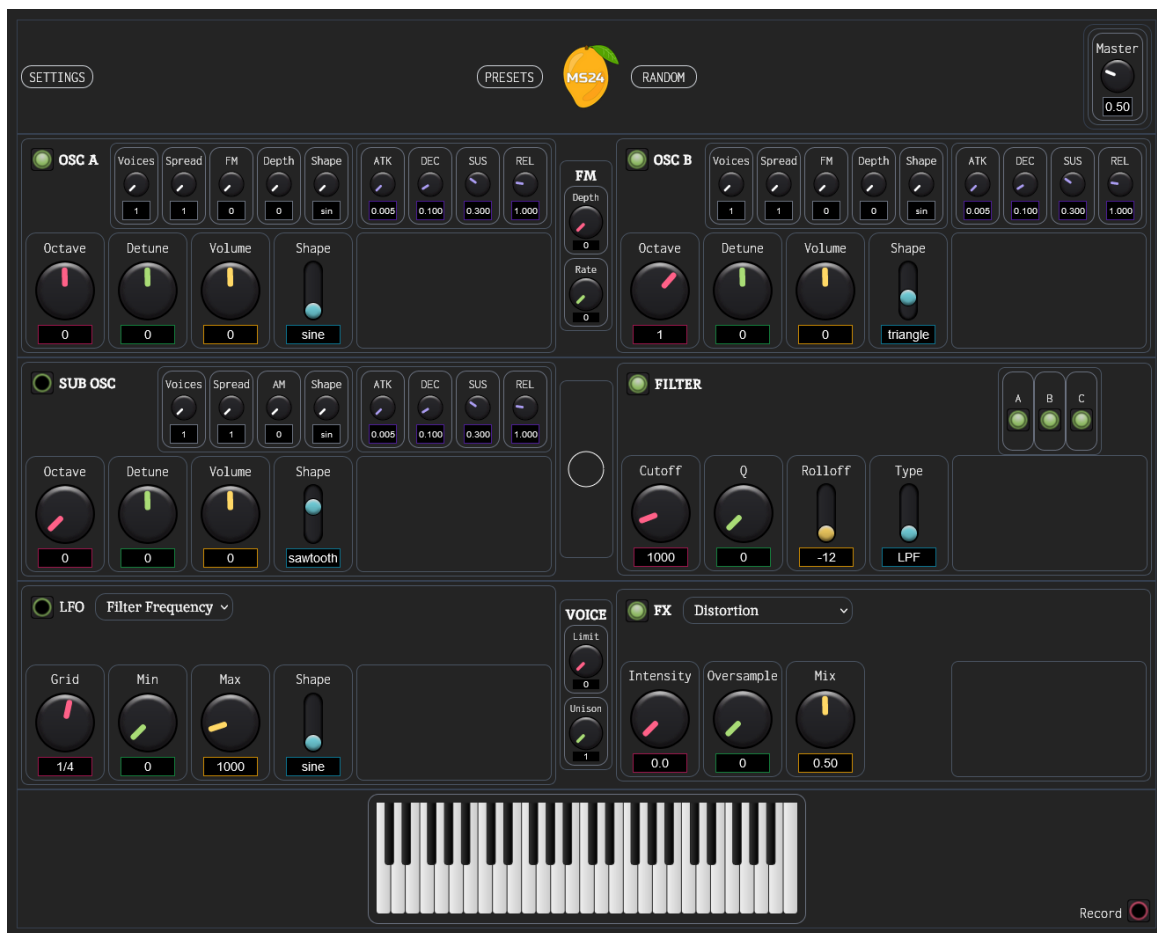 Master
SETTINGS PRESETS MS24 RANDOM
0.50
OSC A Voices Spread FM Depth Shape ATK DEC SUS REL
1 1 0 0 sin 0.005 0.100 0.300 1.000
Octave Detune Volume Shape
0 0 0 sine
FM
Depth
0
Rate
0
OSC B Voices Spread FM Depth Shape ATK DEC SUS REL
1 1 0 0 sin 0.005 0.100 0.300 1.000
Octave Detune Volume Shape
1 0 0 triangle
SUB OSC Voices Spread AM Shape ATK DEC SUS REL
1 1 0 sin 0.005 0.100 0.300 1.000
Octave Detune Volume Shape
0 0 0 sawtooth
FILTER A B C
Cutoff Q Rolloff Type
1000 0 -12 LPF
LFO Filter Frequency
Grid Min Max Shape
1/4 0 1000 sine
VOICE
Limit
0
Unison
1
FX Distortion
Intensity Oversample Mix
0.0 0 0.50
Record